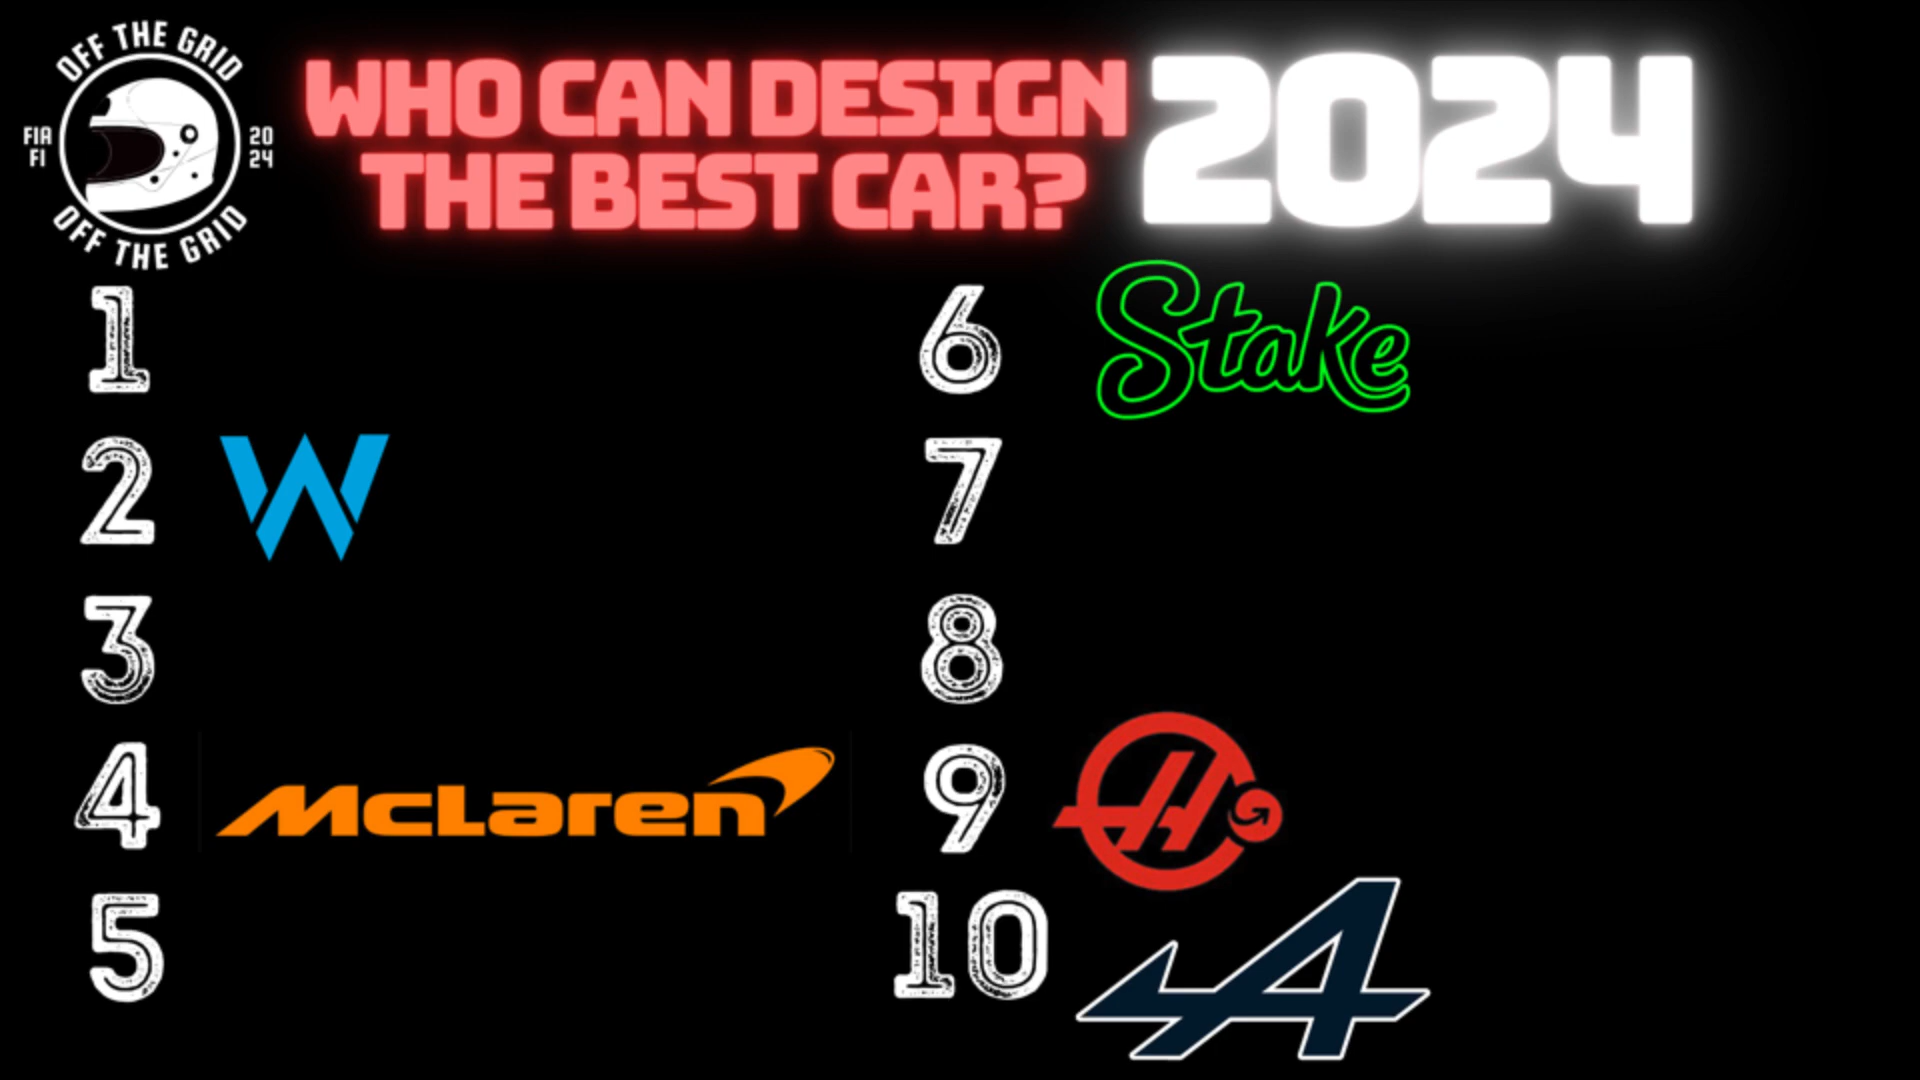 OFF THE GRID
FIA
F1
20
24
OFF THE GRID
WHO CAN DESIGN
THE BEST CAR?
2024
1
2
3
4 McLaren
5
6 Stake
7
8
9
10